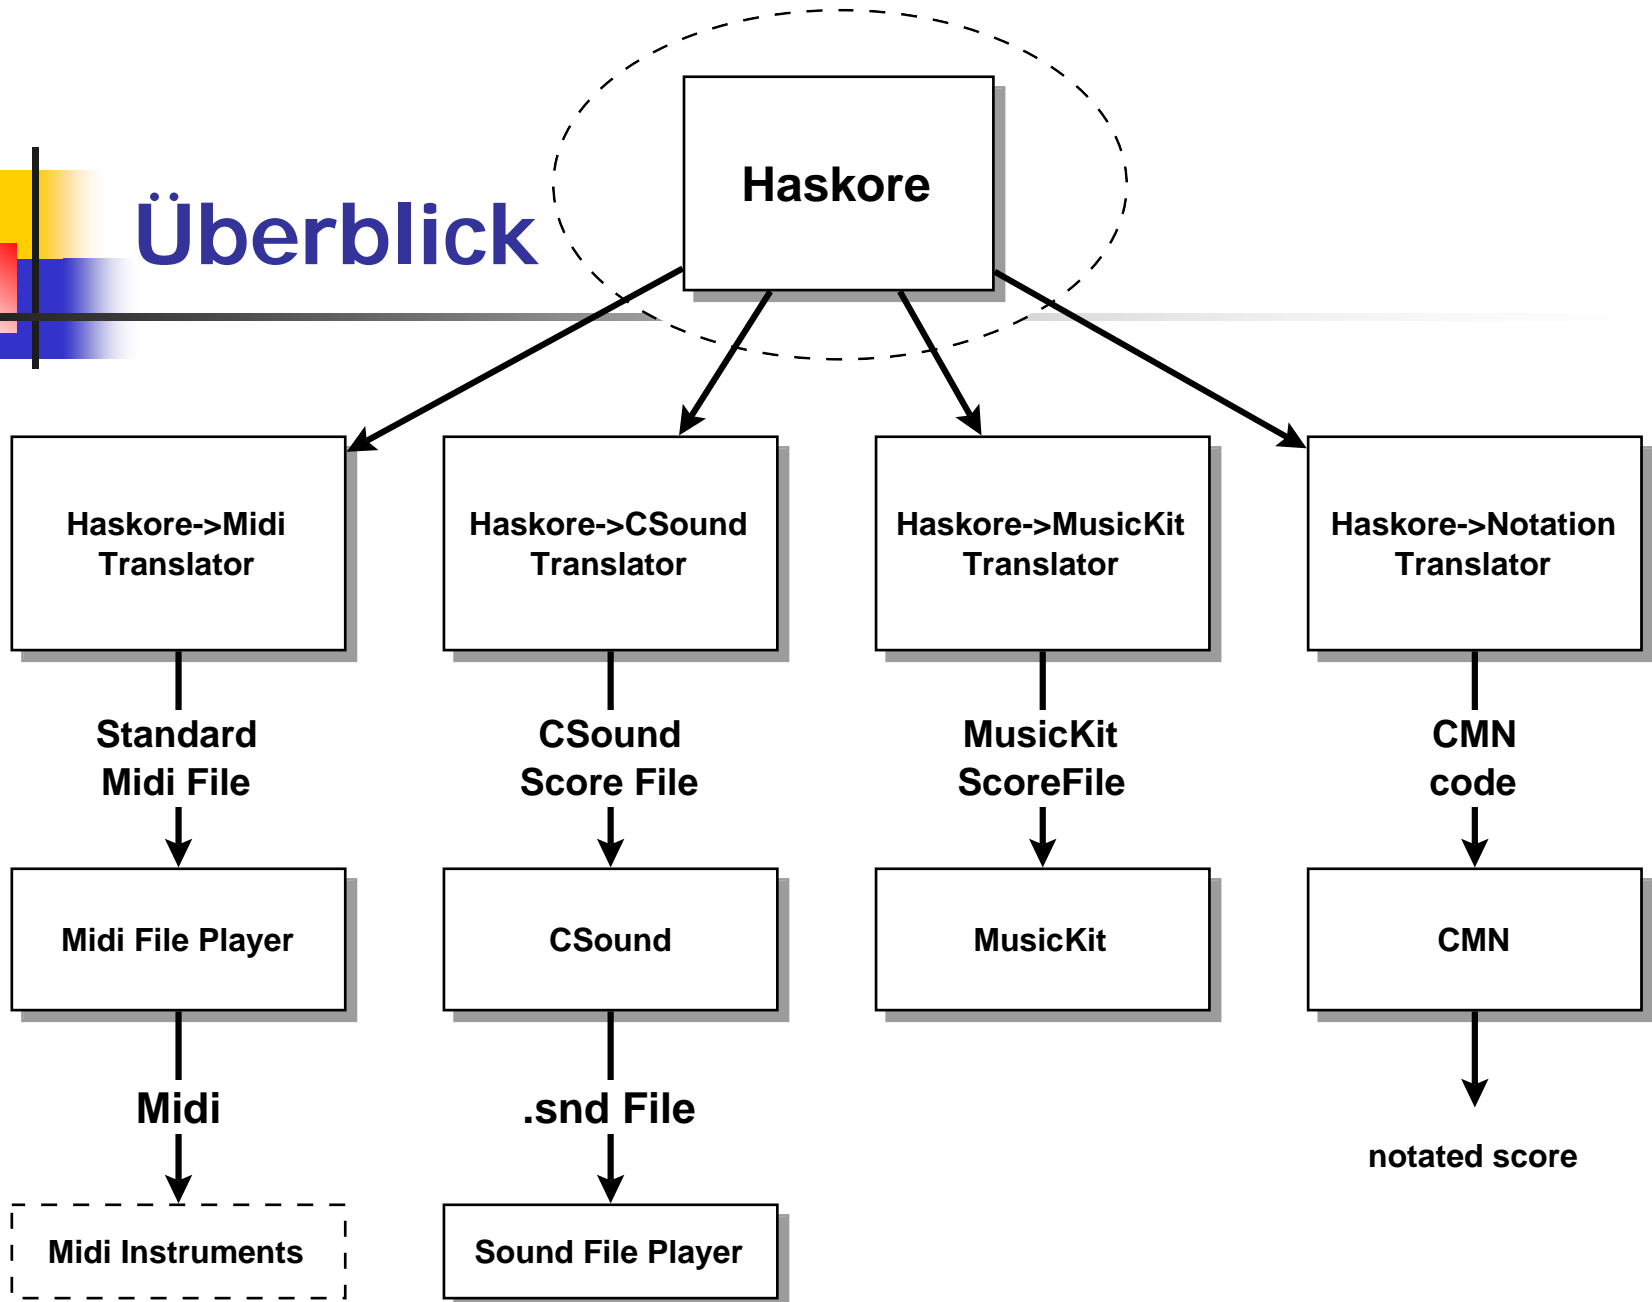 Überblick
Haskore
Haskore->Midi
Translator
Haskore->CSound
Translator
Haskore->MusicKit
Translator
Haskore->Notation
Translator
Standard
Midi File
CSound
Score File
MusicKit
ScoreFile
CMN
code
Midi File Player
CSound
MusicKit
CMN
Midi
.snd File
notated score
Midi Instruments
Sound File Player